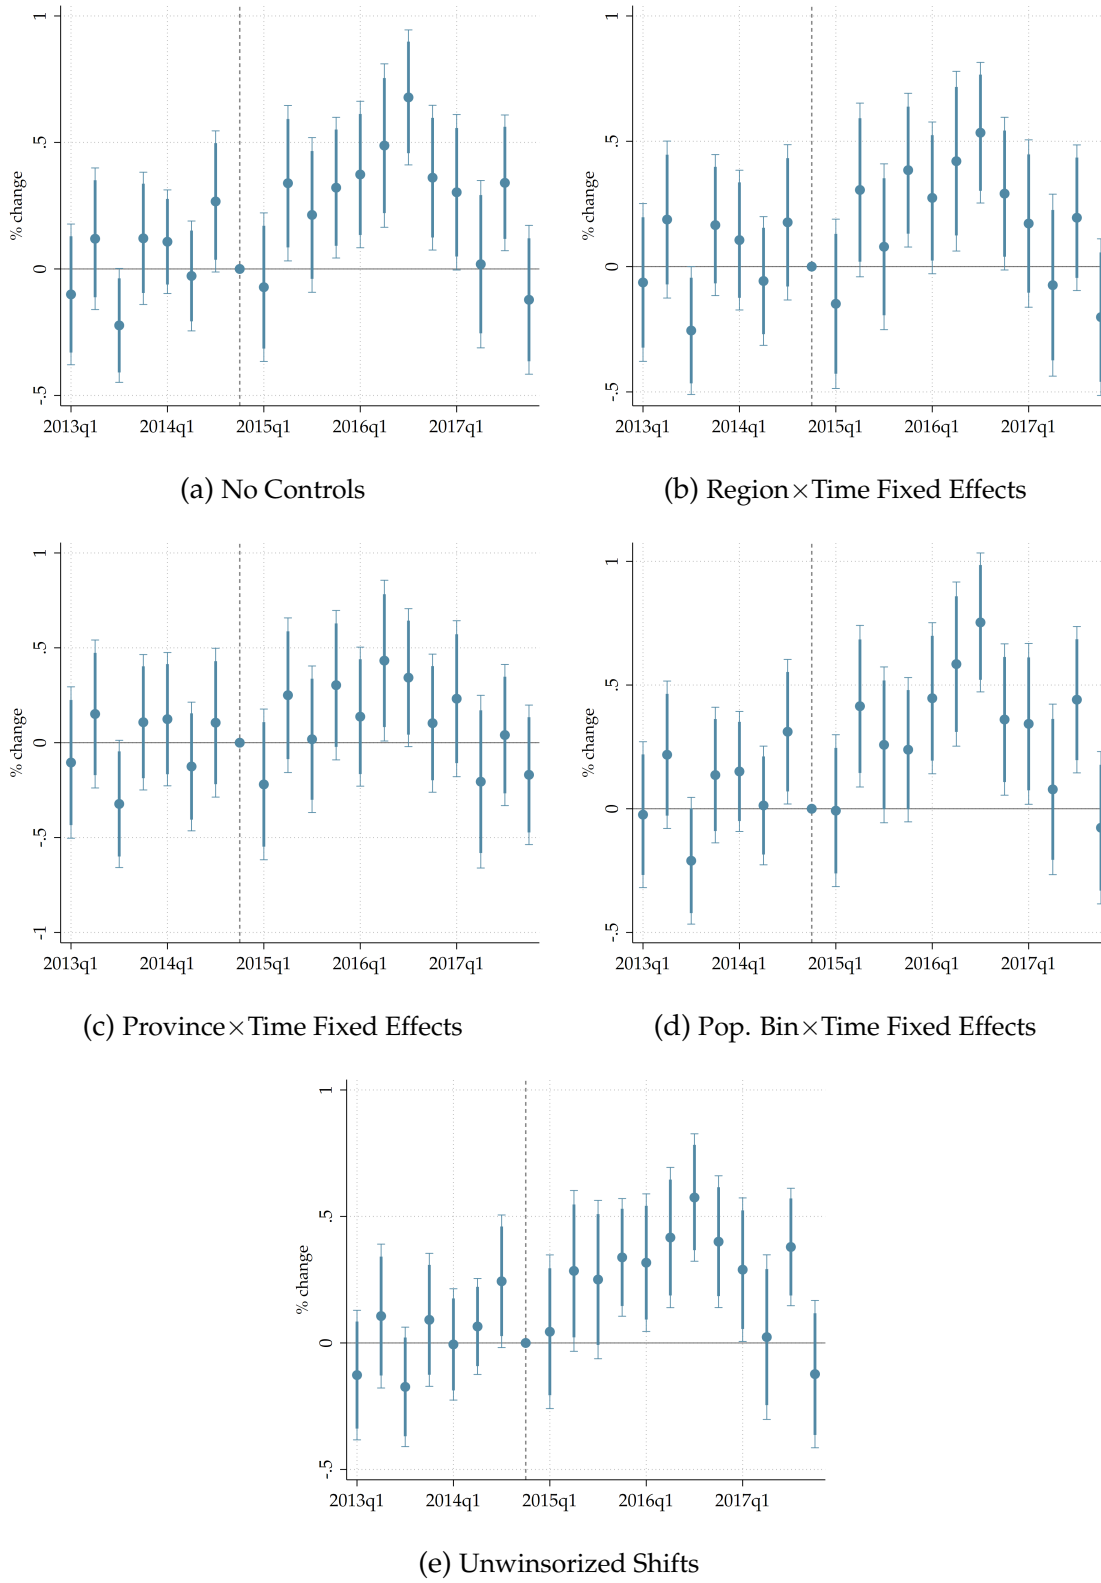 % change
1
.5
0
-.5
2013q1 2014q1 2015q1 2016q1 2017q1
(a) No Controls
% change
1
.5
0
-.5
2013q1 2014q1 2015q1 2016q1 2017q1
(b) Region×Time Fixed Effects
% change
1
.5
0
-.5
-1
2013q1 2014q1 2015q1 2016q1 2017q1
(c) Province×Time Fixed Effects
% change
1
.5
0
-.5
2013q1 2014q1 2015q1 2016q1 2017q1
(d) Pop. Bin×Time Fixed Effects
% change
1
.5
0
-.5
2013q1 2014q1 2015q1 2016q1 2017q1
(e) Unwinsorized Shifts